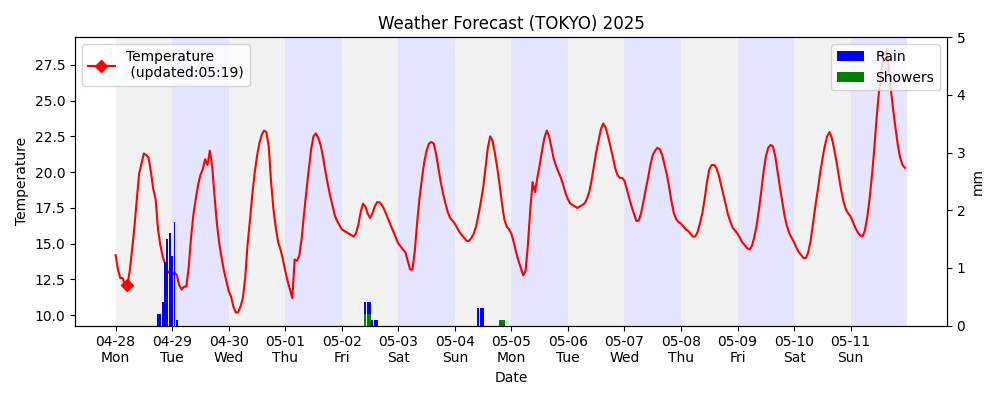 Weather Forecast (TOKYO) 2025
Temperature
(updated:05:19)
Rain
Showers
Temperature
27.5
25.0
22.5
20.0
17.5
15.0
12.5
10.0
5
4
3
2
1
0
mm
04-28 04-29 04-30 05-01 05-02 05-03 05-04 05-05 05-06 05-07 05-08 05-09 05-10 05-11
Mon Tue Wed Thu Fri Sat Sun Mon Tue Wed Thu Fri Sat Sun
Date